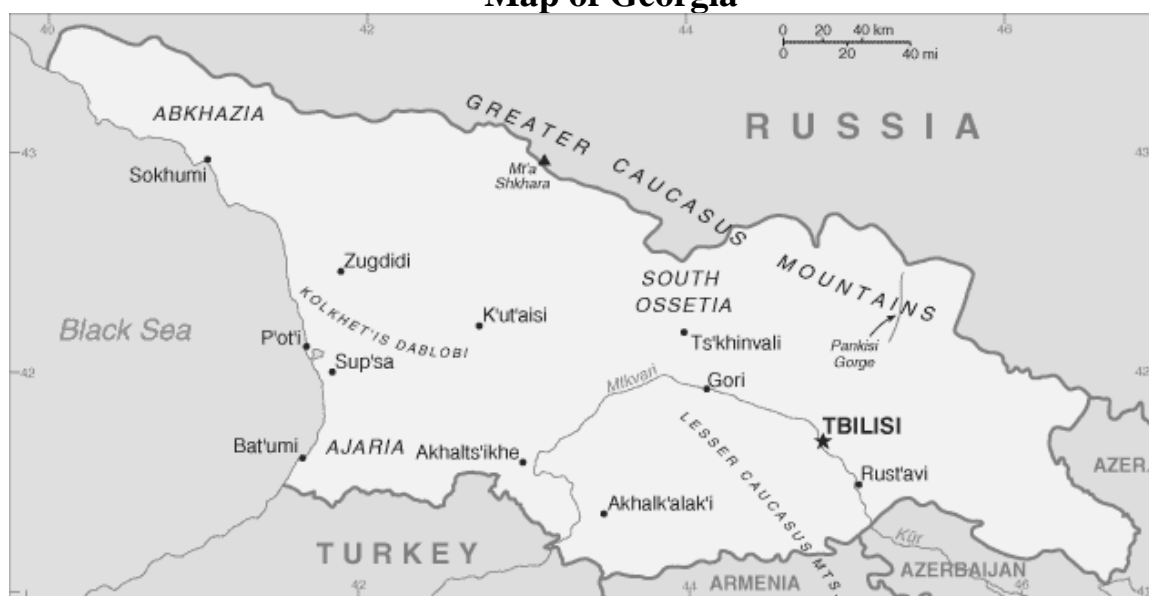 Map of Georgia
40
42
44
46
0 20 40 km
0 20 40 mi
RUSSIA
GREATER CAUCASUS MOUNTAINS
ABKHAZIA
43
43
Sokhumi
Mt'a
Shkhara
Zugdidi
SOUTH
OSSETIA
KOLKHET'IS DABLOBI
K'ut'aisi
Black Sea
P'ot'i
Ts'khinvali
Pankisi
Gorge
Sup'sa
42
42
Mtkvari
Gori
LESSER CAUCASUS MTS.
TBILISI
Bat'umi
AJARIA
Akhalts'ikhe
AZER.
Rust'avi
Akhalk'alak'i
Kür
TURKEY
AZERBAIJAN
ARMENIA
42
44
46
41